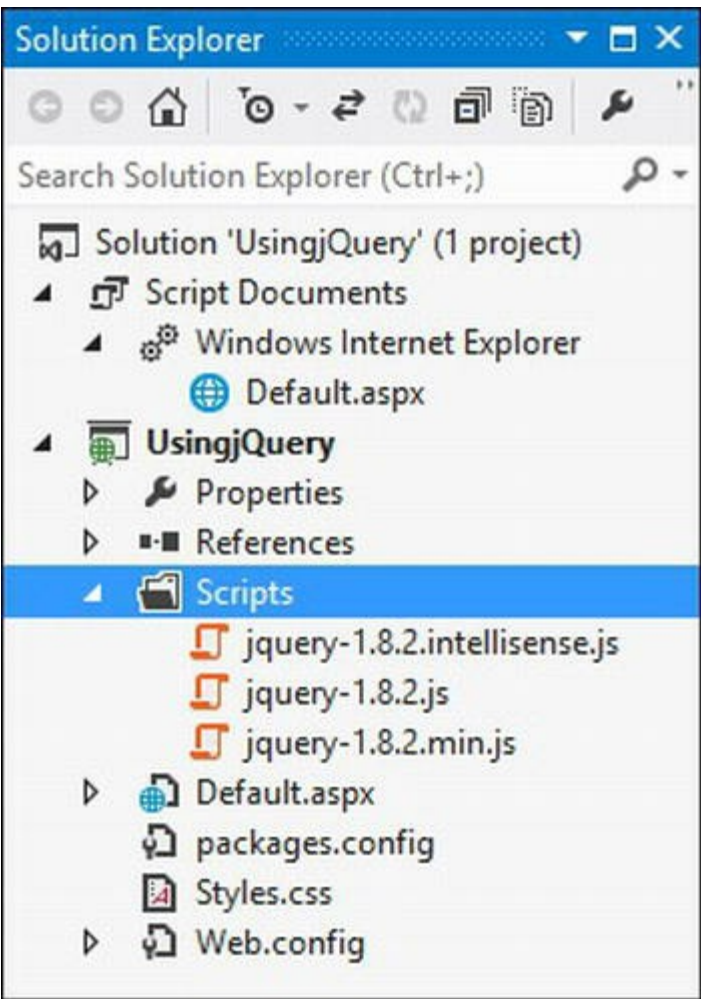 Solution Explorer
Search Solution Explorer (Ctrl+;)
Solution 'UsingjQuery' (1 project)
Script Documents
Windows Internet Explorer
Default.aspx
UsingjQuery
Properties
References
Scripts
jquery-1.8.2.intellisense.js
jquery-1.8.2.js
jquery-1.8.2.min.js
Default.aspx
packages.config
Styles.css
Web.config